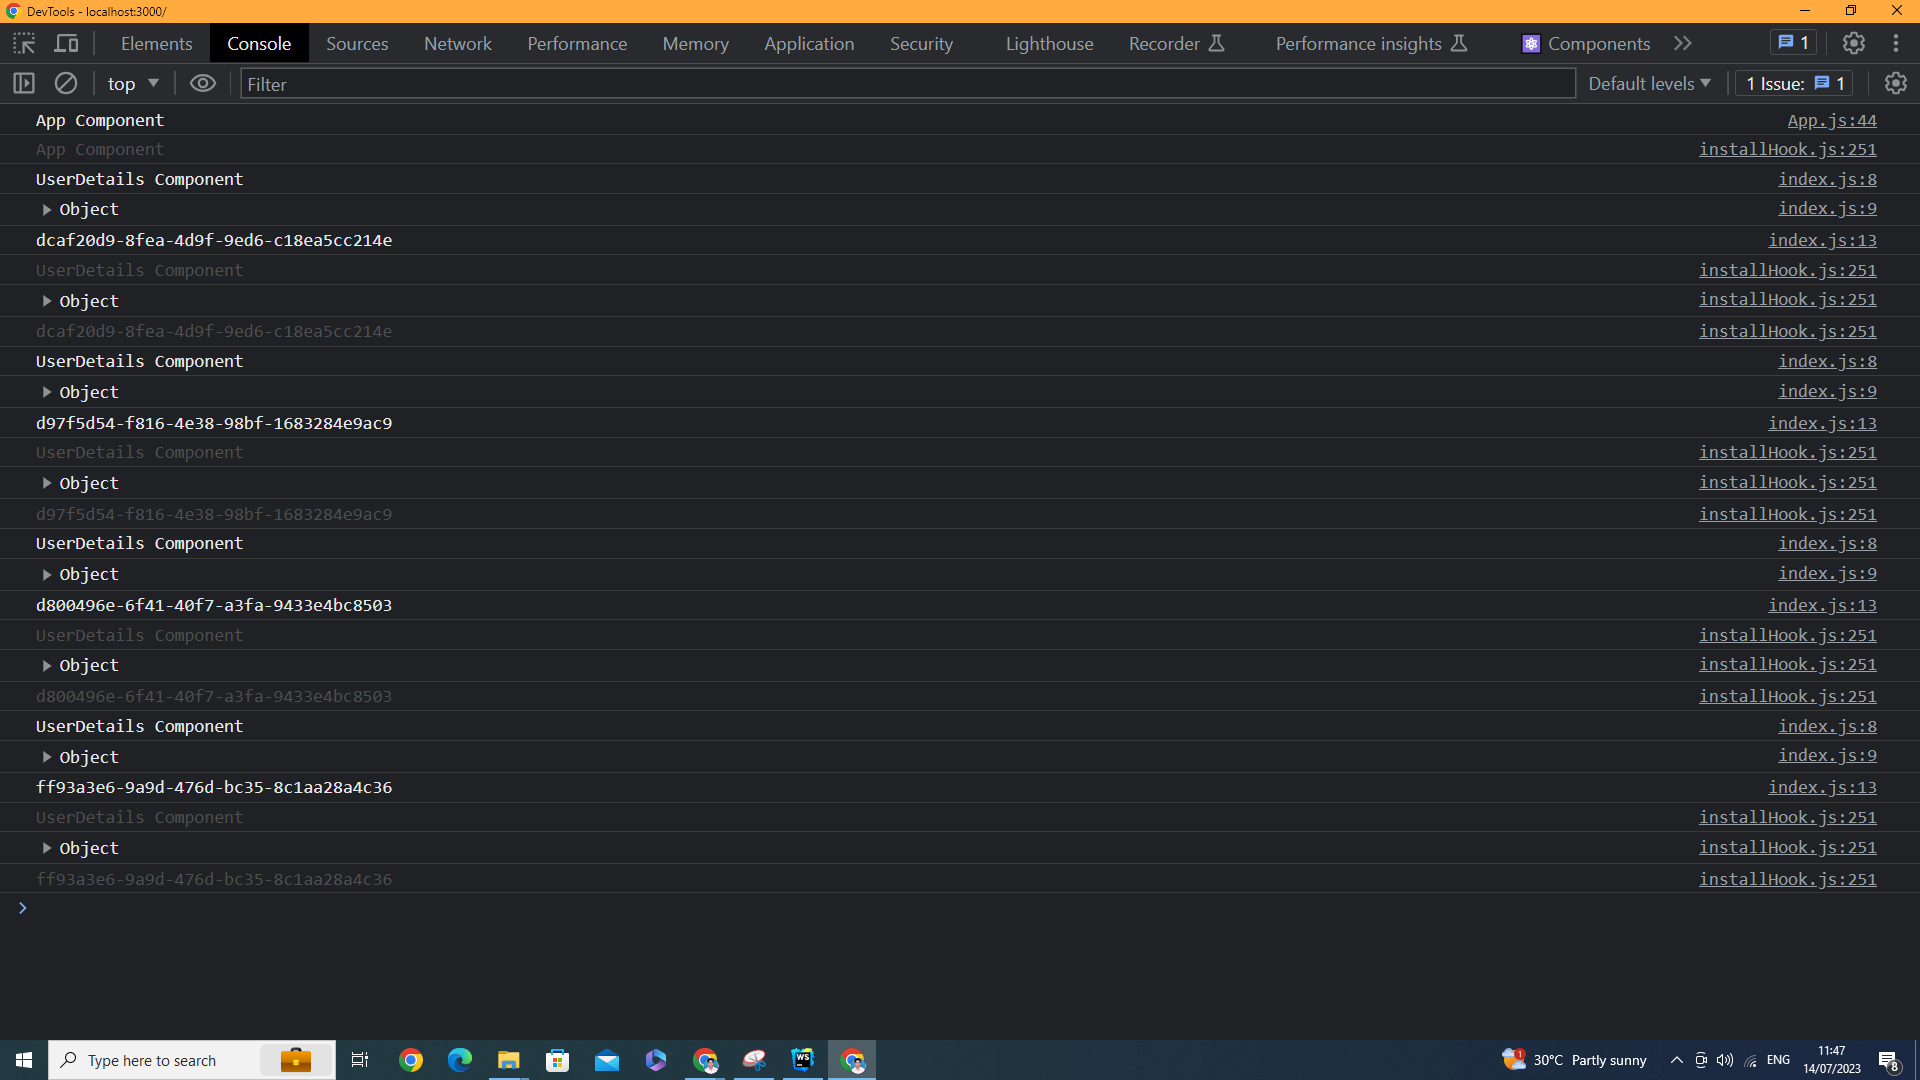 DevTools - localhost:3000/
Elements Console Sources Network Performance Memory Application Security Lighthouse Recorder Performance insights Components 1
top Filter Default levels 1 Issue: 1
App Component App.js:44
App Component installHook.js:251
UserDetails Component index.js:8
Object index.js:9
dcaf20d9-8fea-4d9f-9ed6-c18ea5cc214e index.js:13
UserDetails Component installHook.js:251
Object installHook.js:251
dcaf20d9-8fea-4d9f-9ed6-c18ea5cc214e installHook.js:251
UserDetails Component index.js:8
Object index.js:9
d97f5d54-f816-4e38-98bf-1683284e9ac9 index.js:13
UserDetails Component installHook.js:251
Object installHook.js:251
d97f5d54-f816-4e38-98bf-1683284e9ac9 installHook.js:251
UserDetails Component index.js:8
Object index.js:9
d800496e-6f41-40f7-a3fa-9433e4bc8503 index.js:13
UserDetails Component installHook.js:251
Object installHook.js:251
d800496e-6f41-40f7-a3fa-9433e4bc8503 installHook.js:251
UserDetails Component index.js:8
Object index.js:9
ff93a3e6-9a9d-476d-bc35-8c1aa28a4c36 index.js:13
UserDetails Component installHook.js:251
Object installHook.js:251
ff93a3e6-9a9d-476d-bc35-8c1aa28a4c36 installHook.js:251
Type here to search WS 1 30°C Partly sunny ENG 11:47
14/07/2023 8